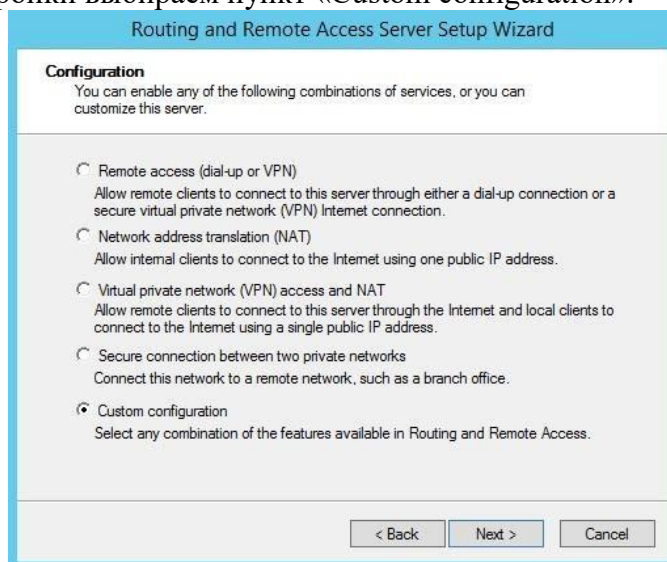 выбираем пункт «Custom configuration».
Routing and Remote Access Server Setup Wizard
Configuration
You can enable any of the following combinations of services, or you can
customize this server.
Remote access (dial-up or VPN)
Allow remote clients to connect to this server through either a dial-up connection or a
secure virtual private network (VPN) Internet connection.
Network address translation (NAT)
Allow internal clients to connect to the Internet using one public IP address.
Virtual private network (VPN) access and NAT
Allow remote clients to connect to this server through the Internet and local clients to
connect to the Internet using a single public IP address.
Secure connection between two private networks
Connect this network to a remote network, such as a branch office.
Custom configuration
Select any combination of the features available in Routing and Remote Access.
< Back Next > Cancel